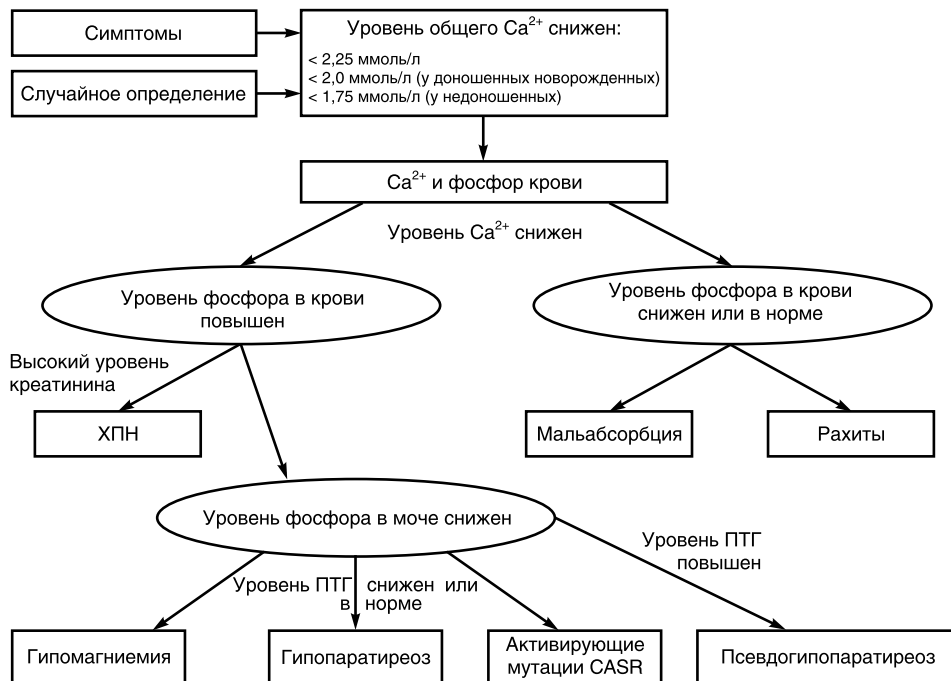 Симптомы
Случайное определение
Уровень общего Ca²⁺ снижен:
< 2,25 ммоль/л
< 2,0 ммоль/л (у доношенных новорожденных)
< 1,75 ммоль/л (у недоношенных)
Ca²⁺ и фосфор крови
Уровень Ca²⁺ снижен
Уровень фосфора в крови
повышен
Уровень фосфора в крови
снижен или в норме
Высокий уровень
креатинина
ХПН
Мальабсорбция
Рахиты
Уровень фосфора в моче снижен
Уровень ПТГ
повышен
Уровень ПТГ снижен или
в норме
Гипомагниемия
Гипопаратиреоз
Активирующие
мутации CASR
Псевдогипопаратиреоз